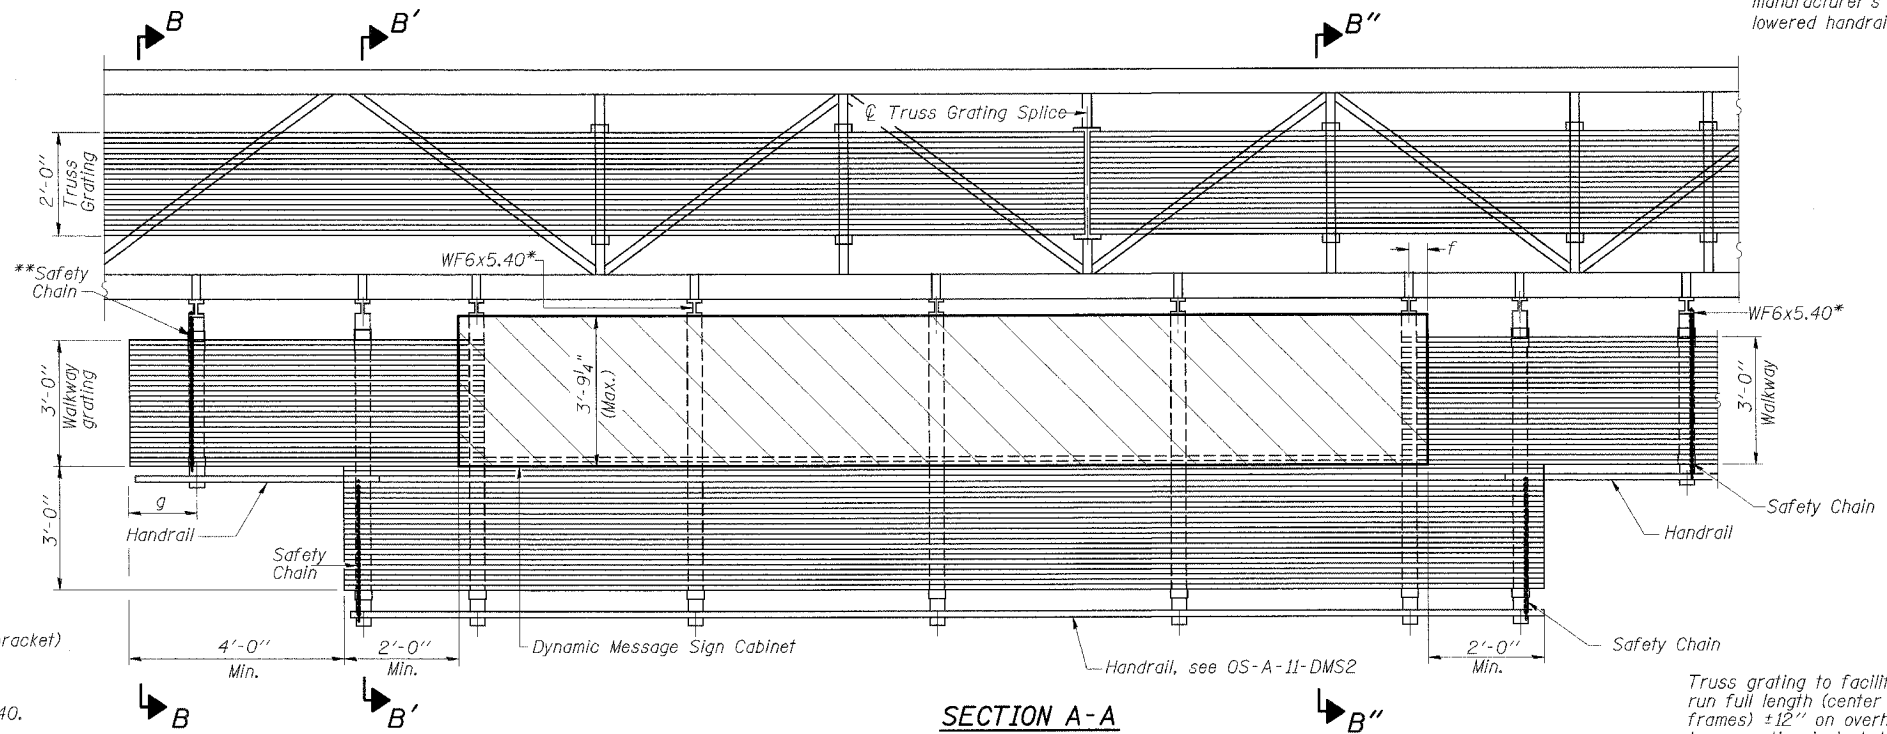 manufacturer's
lowered handrai
B
B'
B"
℄ Truss Grating Splice
2'-0"
Truss
Grating
f
WF6x5.40*
**Safety
Chain
WF6x5.40*
3'-0"
Walkway
grating
3'-9¼"
(Max.)
3'-0"
Walkway
g
Handrail
3'-0"
Safety
Chain
Safety Chain
Handrail
racket)
4'-0"
Min.
2'-0"
Min.
Dynamic Message Sign Cabinet
Handrail, see OS-A-11-DMS2
2'-0"
Min.
Safety Chain
40.
B
B'
SECTION A-A
B"
Truss grating to facili
run full length (center
frames) ±12" on overh